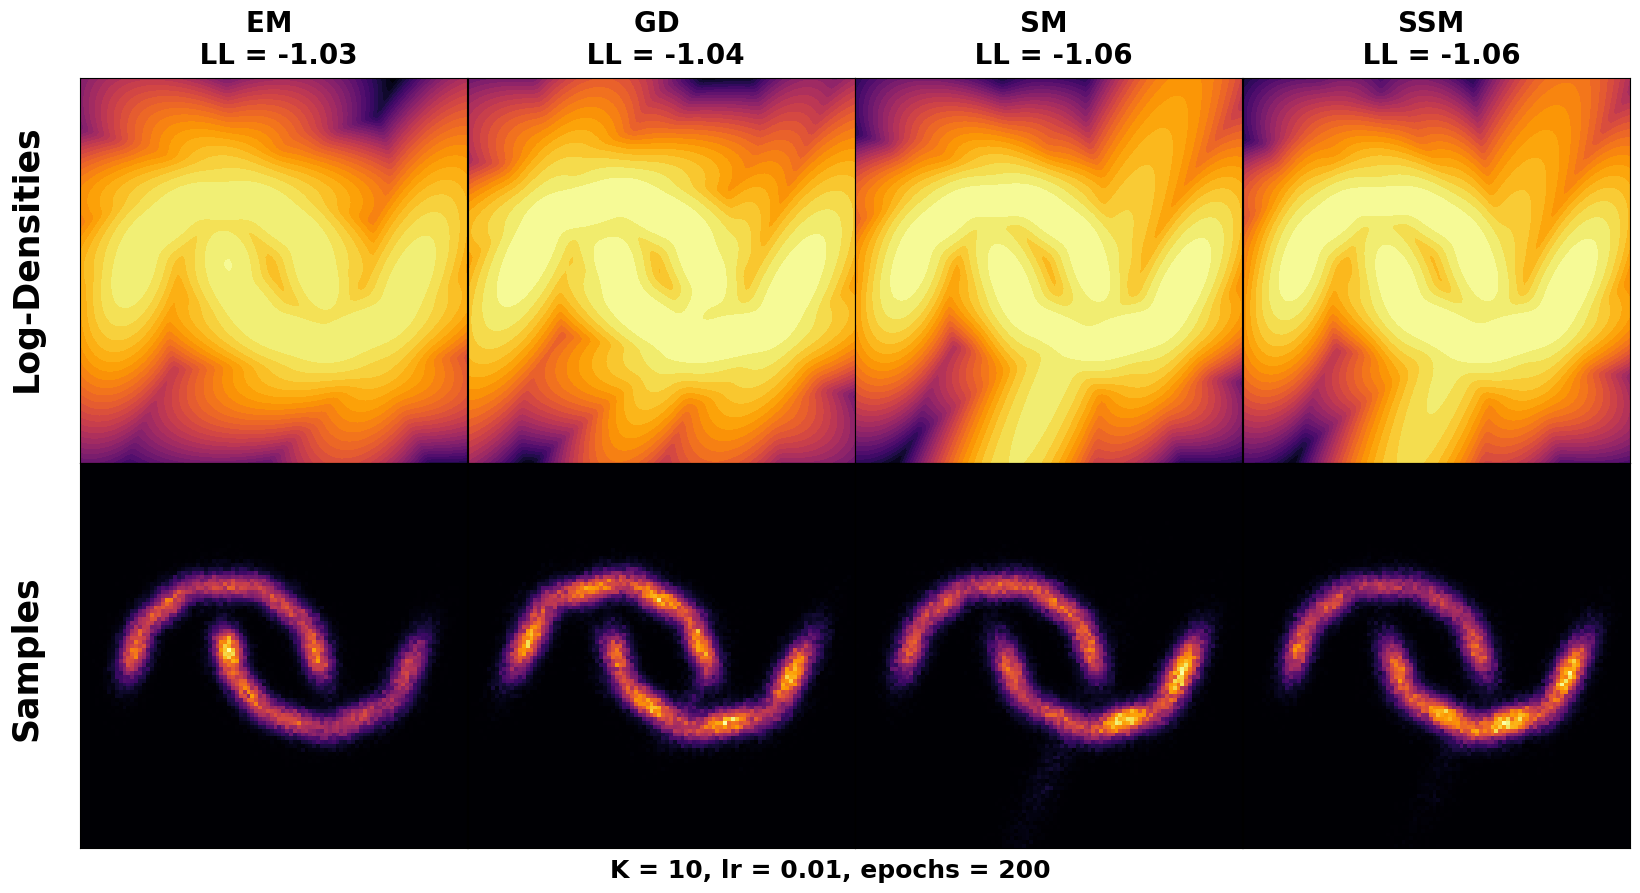 EM
LL = -1.03
GD
LL = -1.04
SM
LL = -1.06
SSM
LL = -1.06
Log-Densities
Samples
K = 10, lr = 0.01, epochs = 200